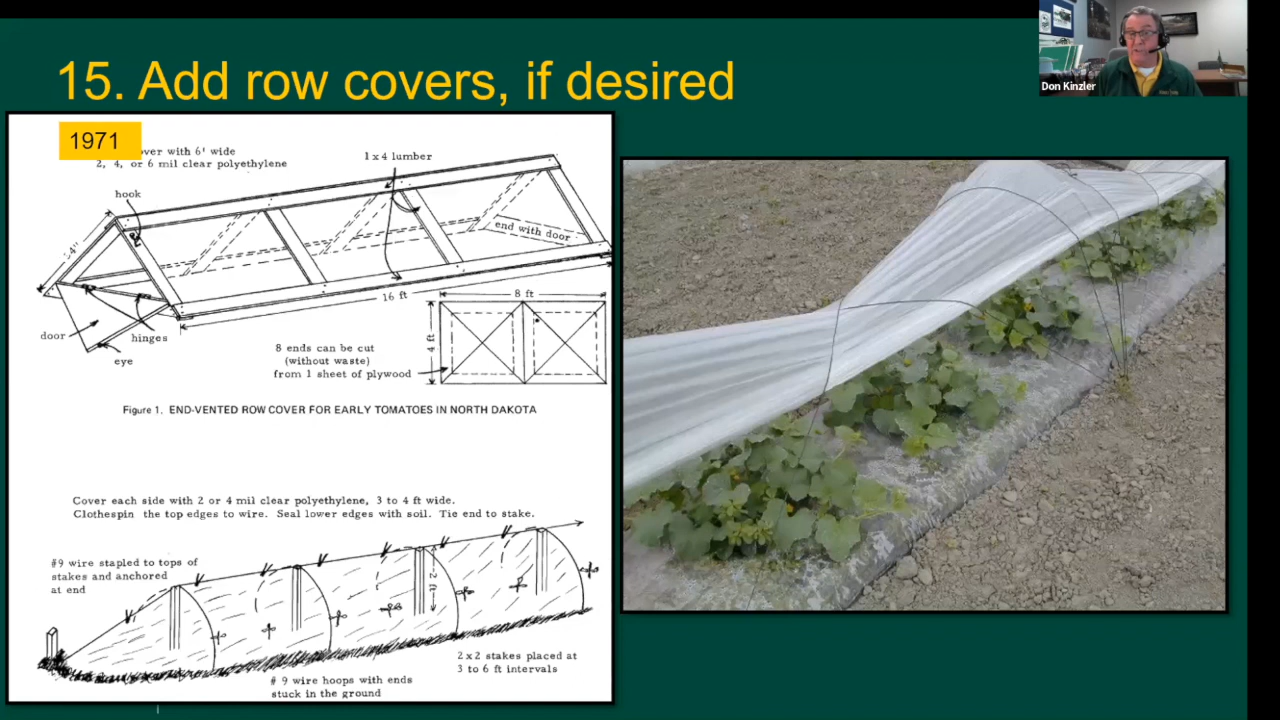 15. Add row covers, if desired
Don Kinzler
1971
over with 6' wide
2, 4, or 6 mil clear polyethylene
1 x 4 lumber
hook
4"
end with door
16 ft
8 ft
4 ft
door
hinges
eye
8 ends can be cut
(without waste)
from 1 sheet of plywood
Figure 1. END-VENTED ROW COVER FOR EARLY TOMATOES IN NORTH DAKOTA
Cover each side with 2 or 4 mil clear polyethylene, 3 to 4 ft wide.
Clothespin the top edges to wire. Seal lower edges with soil. Tie end to stake.
#9 wire stapled to tops of
stakes and anchored
at end
2 x 2 stakes placed at
3 to 6 ft intervals
# 9 wire hoops with ends
stuck in the ground